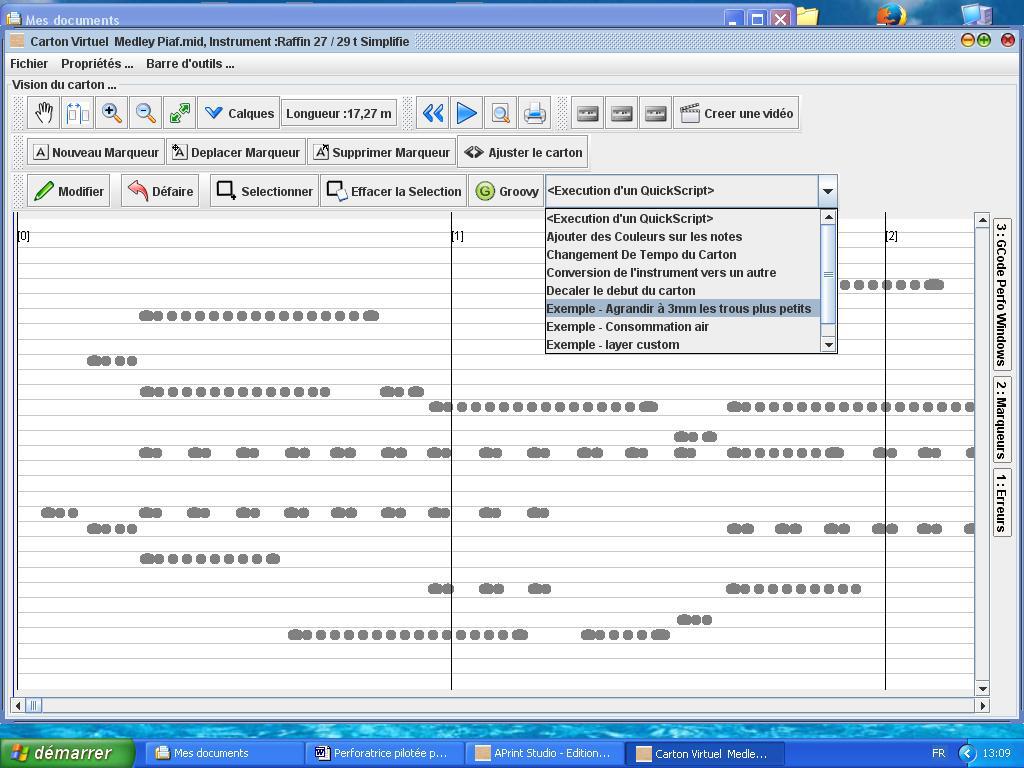 Mes documents
Carton Virtuel Medley Piaf.mid, Instrument :Raffin 27 / 29 t Simplifie
Fichier Propriétés ... Barre d'outils ...
Vision du carton ...
Calques Longueur :17,27 m Creer une vidéo
A Nouveau Marqueur A Deplacer Marqueur A Supprimer Marqueur Ajuster le carton
Modifier Défaire Selectionner Effacer la Selection G Groovy <Execution d'un QuickScript>
<Execution d'un QuickScript>
Ajouter des Couleurs sur les notes
Changement De Tempo du Carton
Conversion de l'instrument vers un autre
Decaler le debut du carton
Exemple - Agrandir à 3mm les trous plus petits
Exemple - Consommation air
Exemple - layer custom
[0] [1] [2]
3 : GCode Perfo Windows
2 : Marqueurs
1 : Erreurs
démarrer Mes documents Perforatrice pilotée p... APrint Studio - Edition... Carton Virtuel Medle... FR 13:09